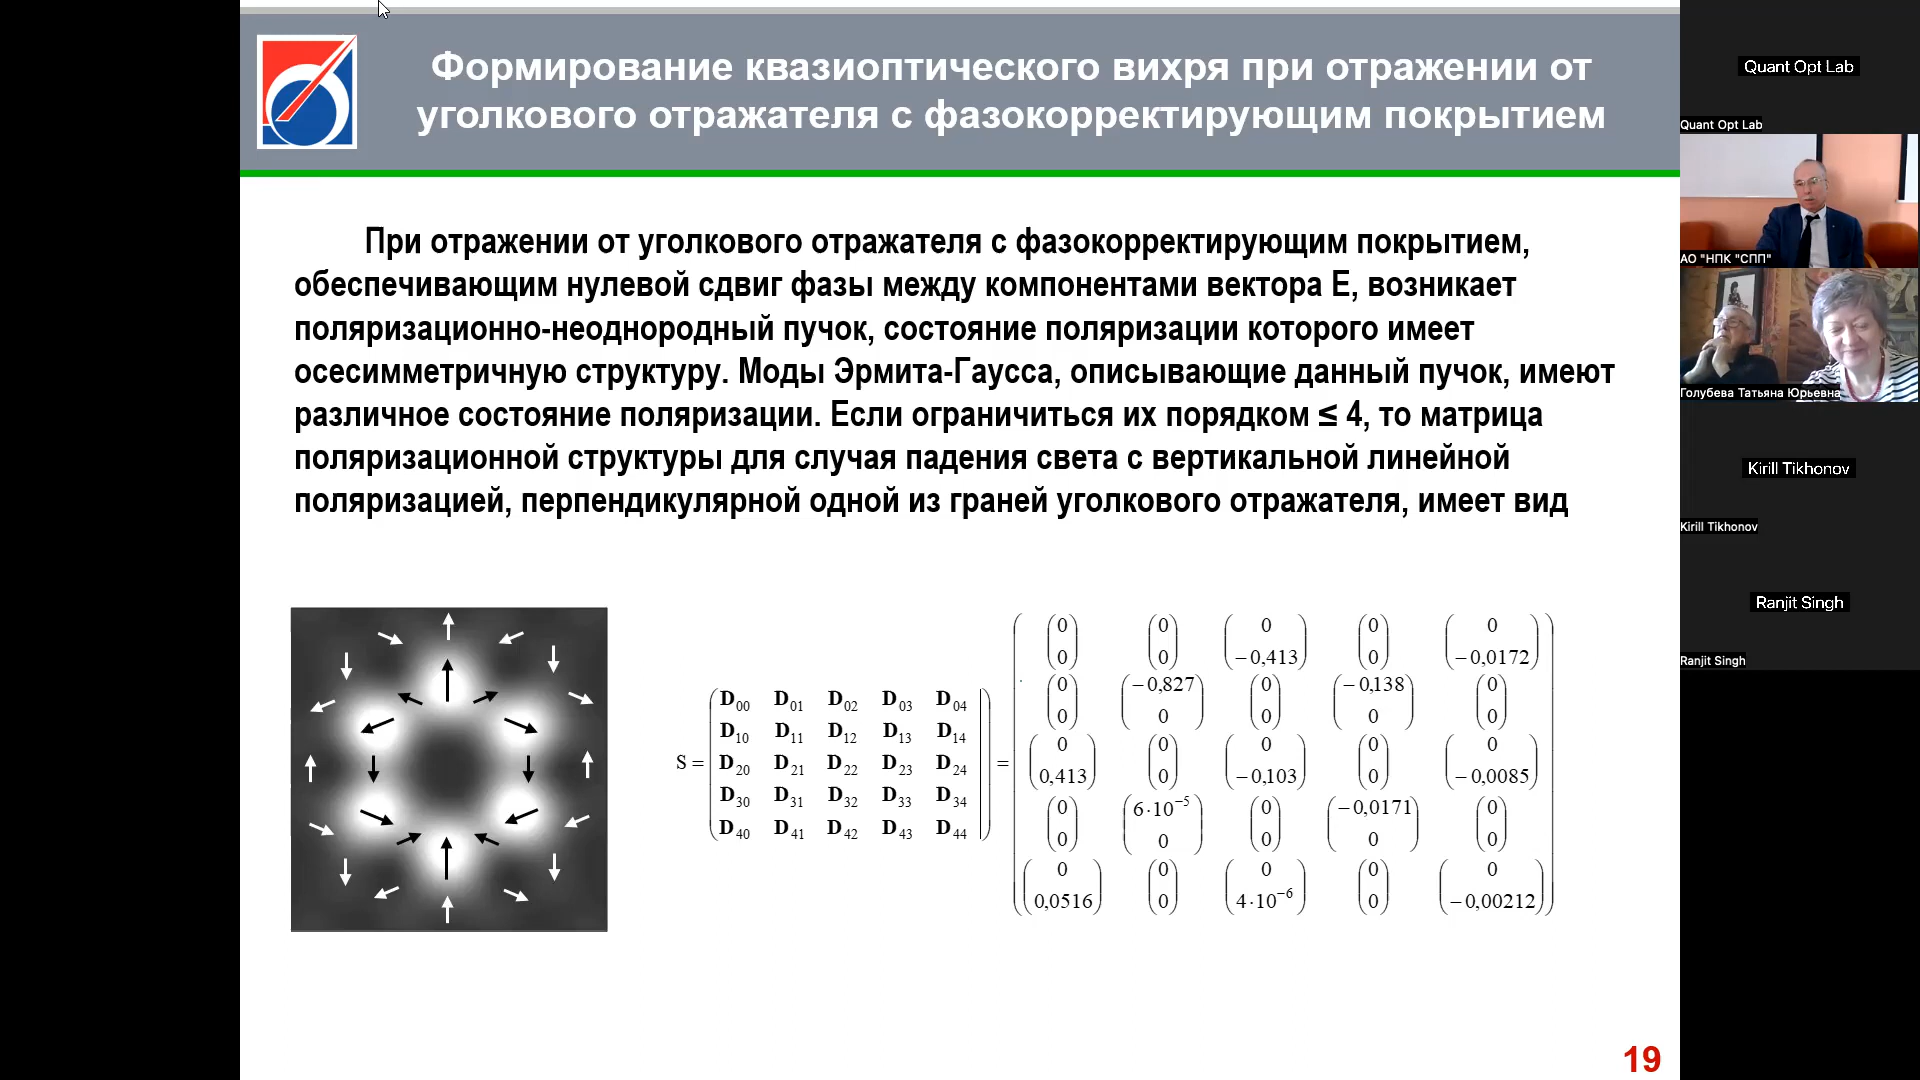 Формирование квазиоптического вихря при отражении от
уголкового отражателя с фазокорректирующим покрытием
При отражении от уголкового отражателя с фазокорректирующим покрытием,
обеспечивающим нулевой сдвиг фазы между компонентами вектора Е, возникает
поляризационно-неоднородный пучок, состояние поляризации которого имеет
осесимметричную структуру. Моды Эрмита-Гаусса, описывающие данный пучок, имеют
различное состояние поляризации. Если ограничиться их порядком ≤ 4, то матрица
поляризационной структуры для случая падения света с вертикальной линейной
поляризацией, перпендикулярной одной из граней уголкового отражателя, имеет вид
S =
D00 D01 D02 D03 D04
D10 D11 D12 D13 D14
D20 D21 D22 D23 D24
D30 D31 D32 D33 D34
D40 D41 D42 D43 D44
=
0 0 0 0 0
0 0 −0,413 0 −0,0172
0 −0,827 0 −0,138 0
0 0 0 0 0
0 0 0 0 0
0,413 0 −0,103 0 −0,0085
0 6·10⁻⁵ 0 −0,0171 0
0 0 0 0 0
0 0 0 0 0
0,0516 0 4·10⁻⁶ 0 −0,00212
19
Quant Opt Lab
Quant Opt Lab
АО "НПК "СПП"
Голубева Татьяна Юрьевна
Kirill Tikhonov
Kirill Tikhonov
Ranjit Singh
Ranjit Singh